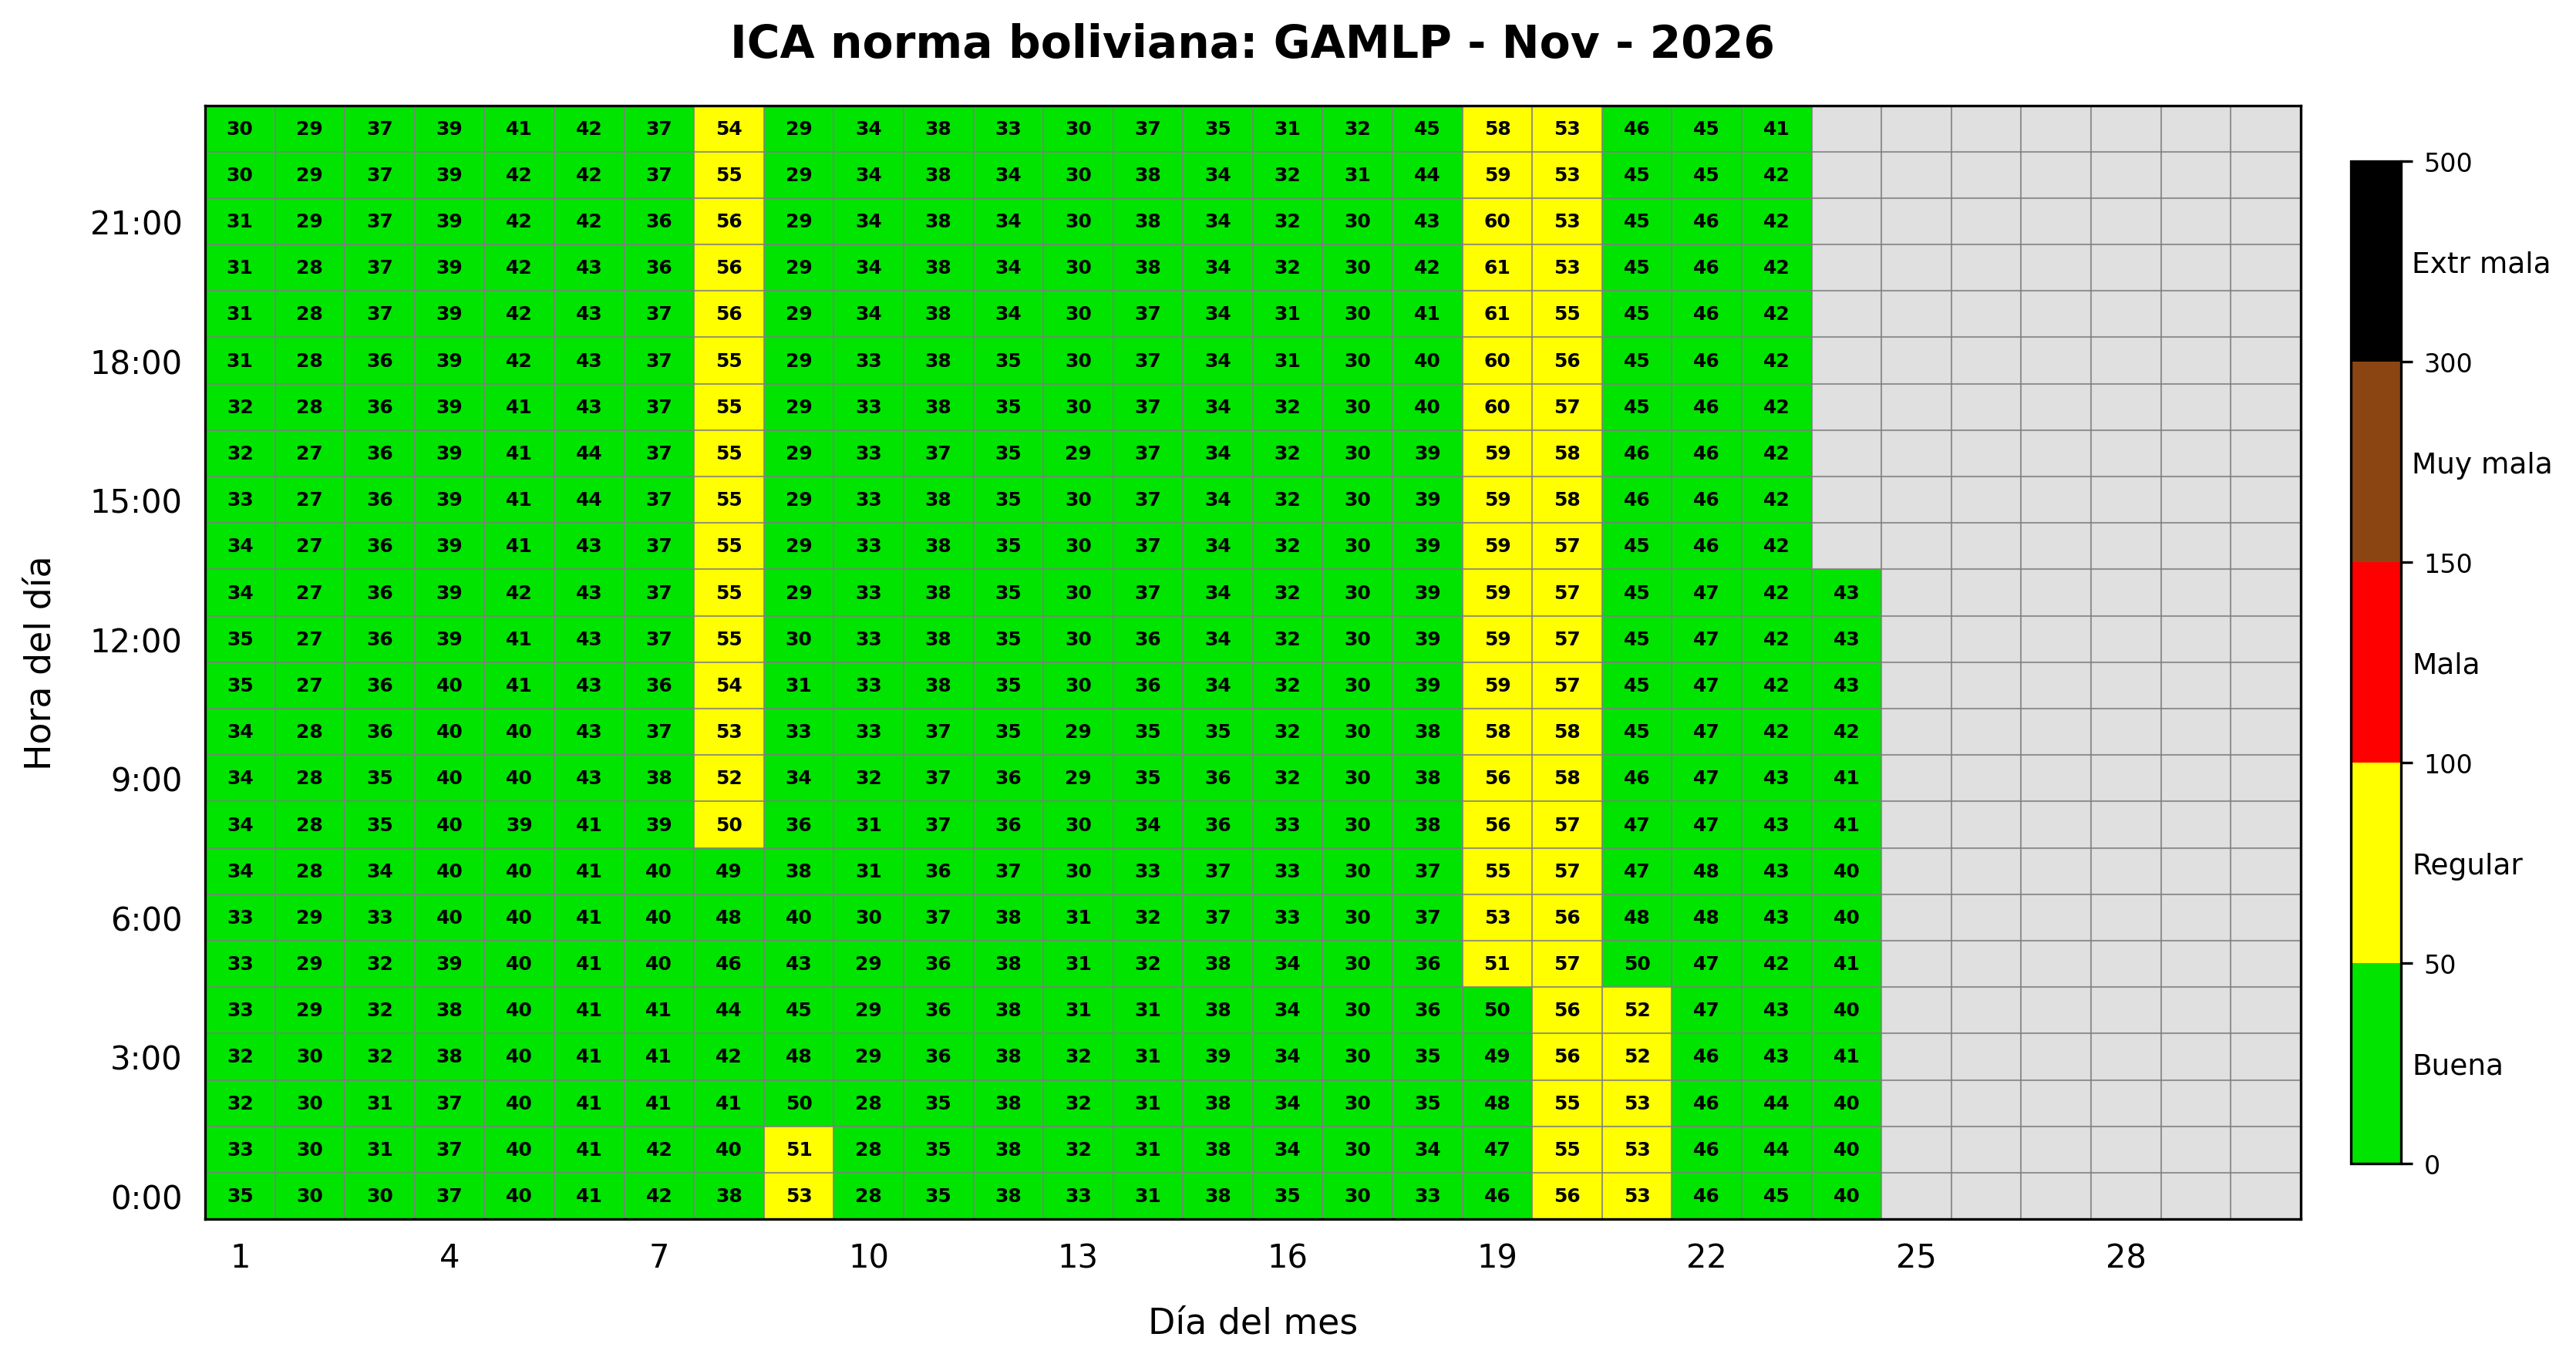 ICA norma boliviana: GAMLP - Nov - 2026
30 29 37 39 41 42 37 54 29 34 38 33 30 37 35 31 32 45 58 53 46 45 41
30 29 37 39 42 42 37 55 29 34 38 34 30 38 34 32 31 44 59 53 45 45 42
21:00 31 29 37 39 42 42 36 56 29 34 38 34 30 38 34 32 30 43 60 53 45 46 42
31 28 37 39 42 43 36 56 29 34 38 34 30 38 34 32 30 42 61 53 45 46 42
31 28 37 39 42 43 37 56 29 34 38 34 30 37 34 31 30 41 61 55 45 46 42
18:00 31 28 36 39 42 43 37 55 29 33 38 35 30 37 34 31 30 40 60 56 45 46 42
32 28 36 39 41 43 37 55 29 33 38 35 30 37 34 32 30 40 60 57 45 46 42
32 27 36 39 41 44 37 55 29 33 37 35 29 37 34 32 30 39 59 58 46 46 42
15:00 33 27 36 39 41 44 37 55 29 33 38 35 30 37 34 32 30 39 59 58 46 46 42
34 27 36 39 41 43 37 55 29 33 38 35 30 37 34 32 30 39 59 57 45 46 42
34 27 36 39 42 43 37 55 29 33 38 35 30 37 34 32 30 39 59 57 45 47 42 43
12:00 35 27 36 39 41 43 37 55 30 33 38 35 30 36 34 32 30 39 59 57 45 47 42 43
35 27 36 40 41 43 36 54 31 33 38 35 30 36 34 32 30 39 59 57 45 47 42 43
34 28 36 40 40 43 37 53 33 33 37 35 29 35 35 32 30 38 58 58 45 47 42 42
9:00 34 28 35 40 40 43 38 52 34 32 37 36 29 35 36 32 30 38 56 58 46 47 43 41
34 28 35 40 39 41 39 50 36 31 37 36 30 34 36 33 30 38 56 57 47 47 43 41
34 28 34 40 40 41 40 49 38 31 36 37 30 33 37 33 30 37 55 57 47 48 43 40
6:00 33 29 33 40 40 41 40 48 40 30 37 38 31 32 37 33 30 37 53 56 48 48 43 40
33 29 32 39 40 41 40 46 43 29 36 38 31 32 38 34 30 36 51 57 50 47 42 41
33 29 32 38 40 41 41 44 45 29 36 38 31 31 38 34 30 36 50 56 52 47 43 40
3:00 32 30 32 38 40 41 41 42 48 29 36 38 32 31 39 34 30 35 49 56 52 46 43 41
32 30 31 37 40 41 41 41 50 28 35 38 32 31 38 34 30 35 48 55 53 46 44 40
33 30 31 37 40 41 42 40 51 28 35 38 32 31 38 34 30 34 47 55 53 46 44 40
0:00 35 30 30 37 40 41 42 38 53 28 35 38 33 31 38 35 30 33 46 56 53 46 45 40
1 4 7 10 13 16 19 22 25 28
Día del mes
Hora del día
500
Extr mala
300
Muy mala
150
Mala
100
Regular
50
Buena
0